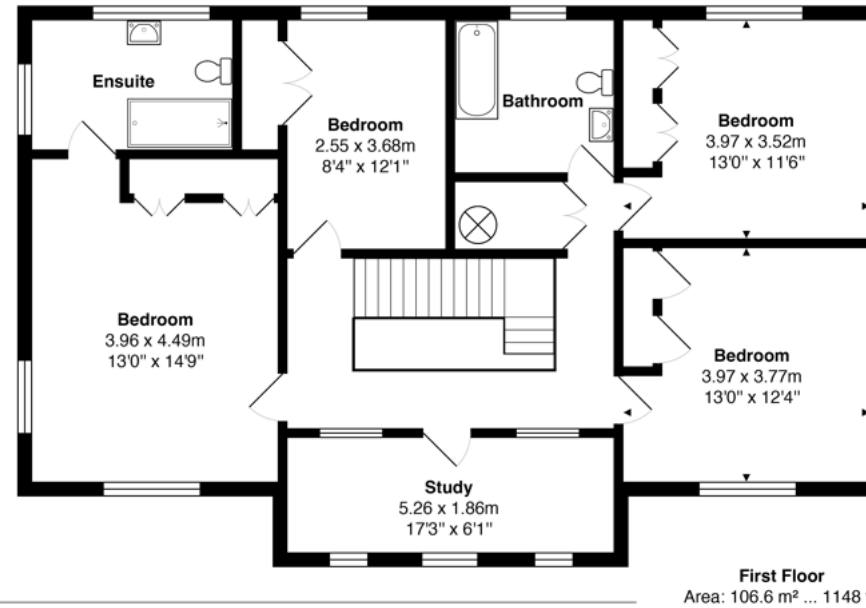 Ensuite
Bedroom
2.55 x 3.68m
8'4" x 12'1"
Bathroom
Bedroom
3.97 x 3.52m
13'0" x 11'6"
Bedroom
3.96 x 4.49m
13'0" x 14'9"
Bedroom
3.97 x 3.77m
13'0" x 12'4"
Study
5.26 x 1.86m
17'3" x 6'1"
First Floor
Area: 106.6 m² ... 1148